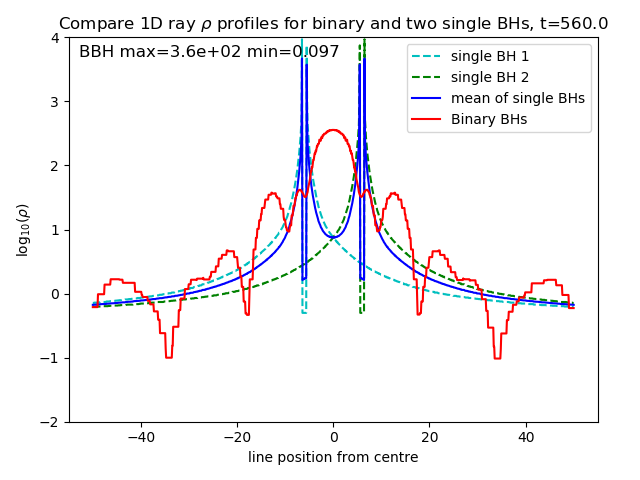 Compare 1D ray ρ profiles for binary and two single BHs, t=560.0
BBH max=3.6e+02 min=0.097
single BH 1
single BH 2
mean of single BHs
Binary BHs
4
3
2
1
0
−1
−2
log₁₀(ρ)
−40 −20 0 20 40
line position from centre